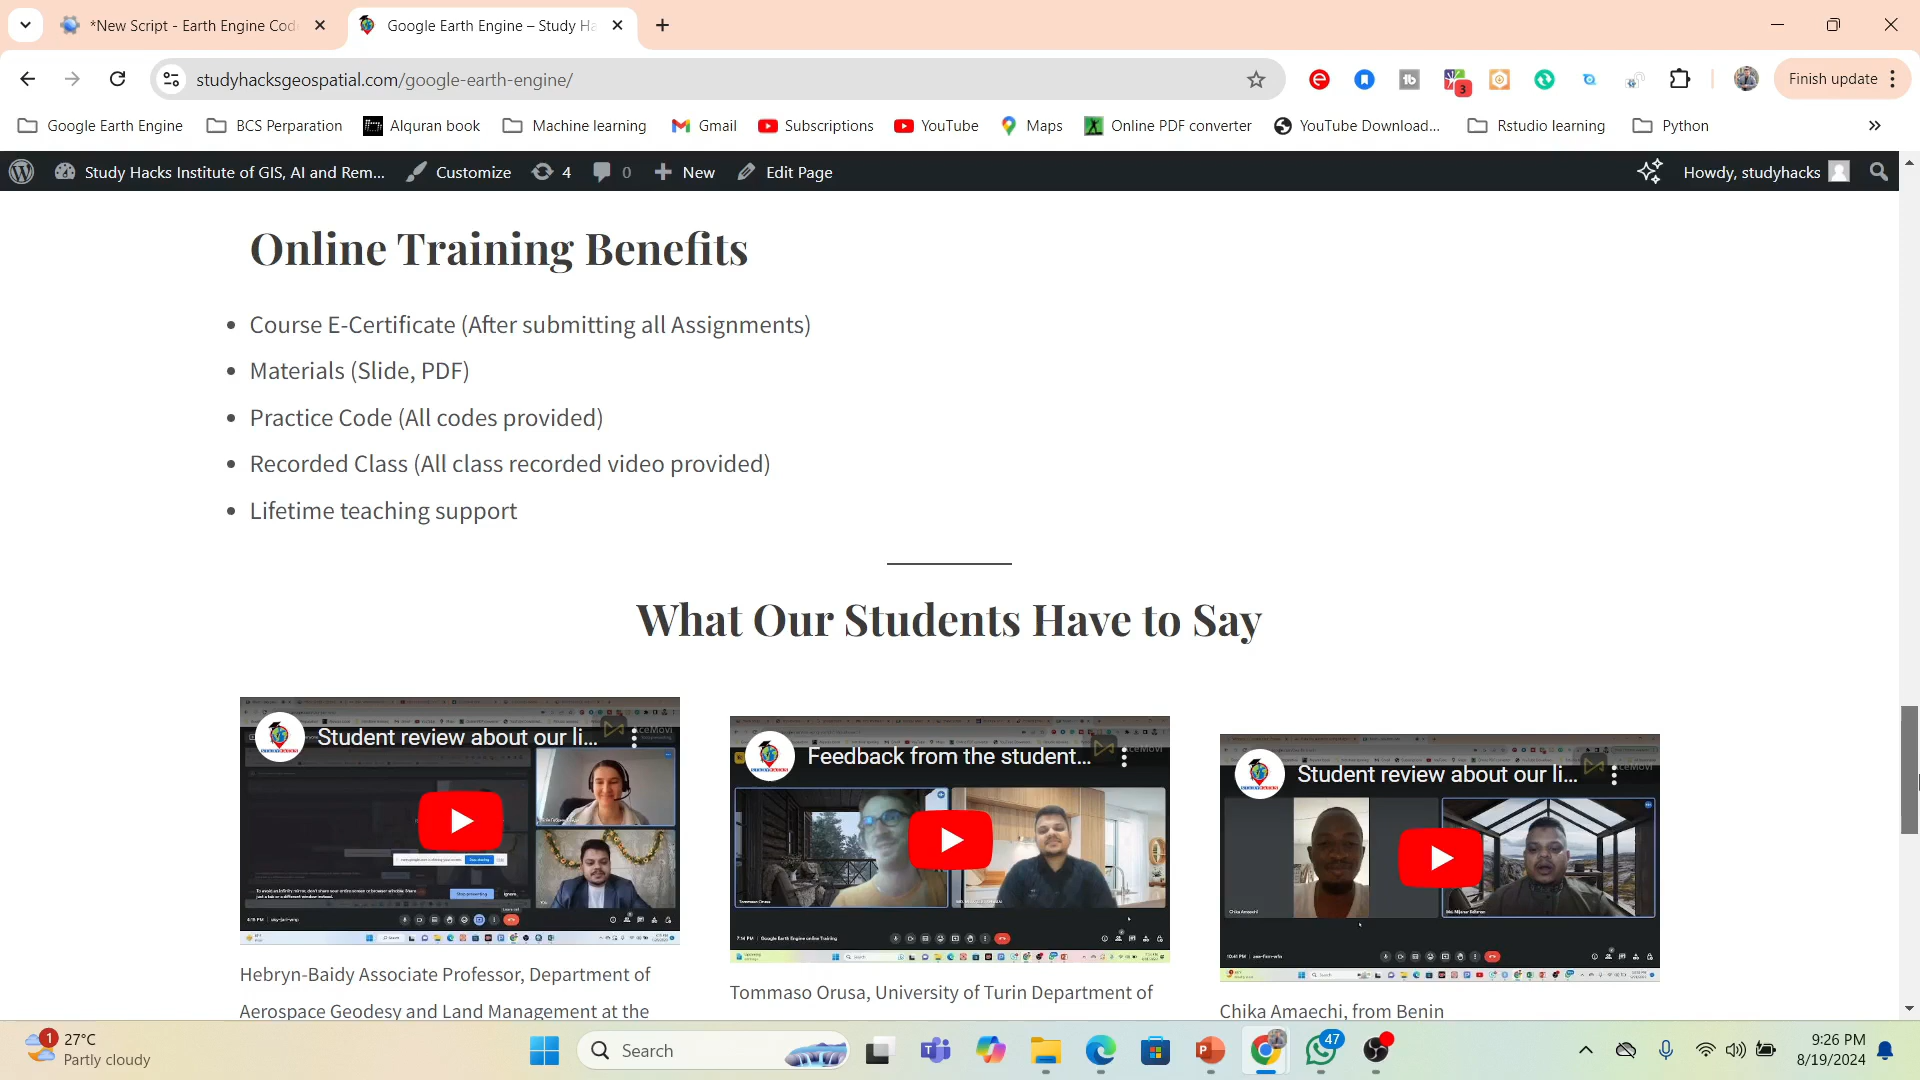 *New Script - Earth Engine Cod
Google Earth Engine – Study Ha
studyhacksgeospatial.com/google-earth-engine/
3
Finish update
Google Earth Engine
BCS Perparation
Alquran book
Machine learning
Gmail
Subscriptions
YouTube
Maps
Online PDF converter
YouTube Download...
Rstudio learning
Python
Study Hacks Institute of GIS, AI and Rem...
Customize
4
0
New
Edit Page
Howdy, studyhacks
Online Training Benefits
• Course E-Certificate (After submitting all Assignments)
• Materials (Slide, PDF)
• Practice Code (All codes provided)
• Recorded Class (All class recorded video provided)
• Lifetime teaching support
What Our Students Have to Say
Student review about our li...
Feedback from the student...
Student review about our li...
Hebryn-Baidy Associate Professor, Department of
Aerospace Geodesy and Land Management at the
Tommaso Orusa, University of Turin Department of
Chika Amaechi, from Benin
1
27°C
Partly cloudy
Search
47
9:26 PM
8/19/2024